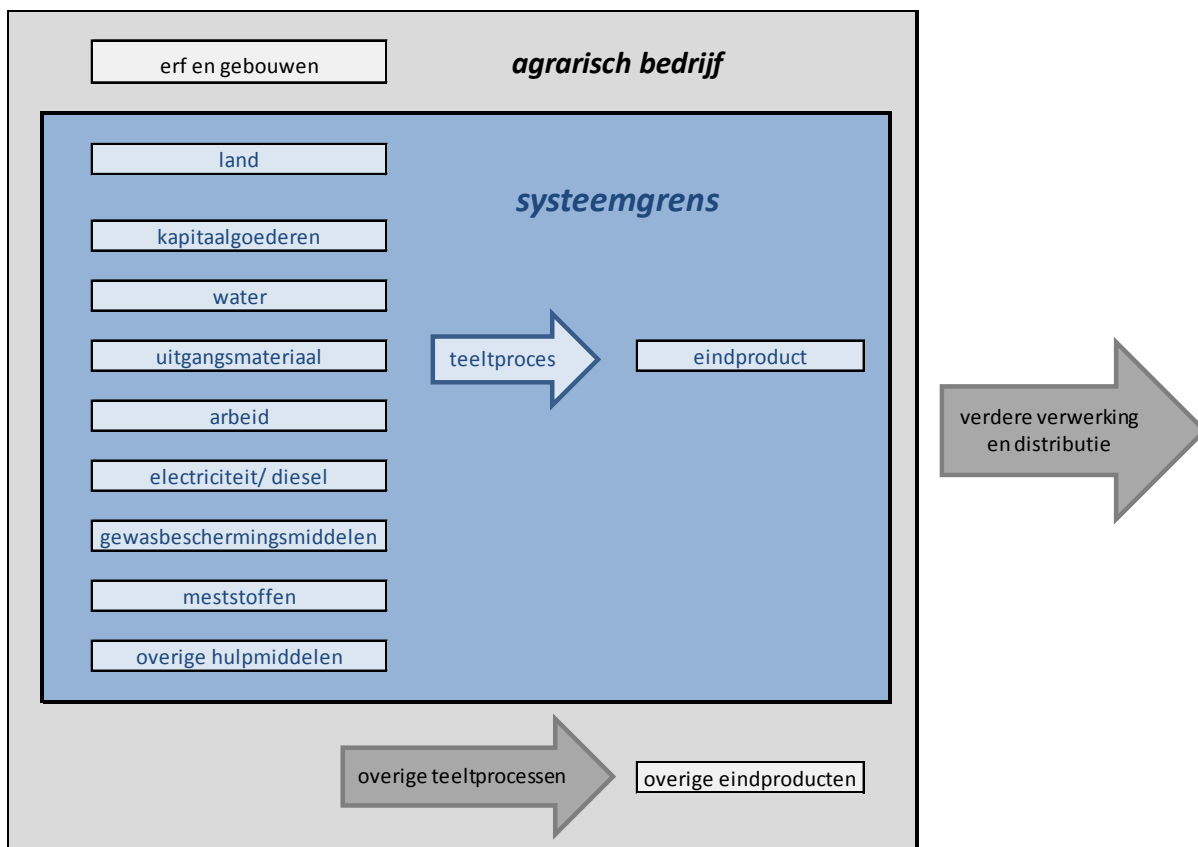 erf en gebouwen
agrarisch bedrijf
land
systeemgrens
kapitaalgoederen
water
uitgangsmateriaal
teeltproces
eindproduct
arbeid
electriciteit/ diesel
gewasbeschermingsmiddelen
meststoffen
overige hulpmiddelen
verdere verwerking
en distributie
overige teeltprocessen
overige eindproducten